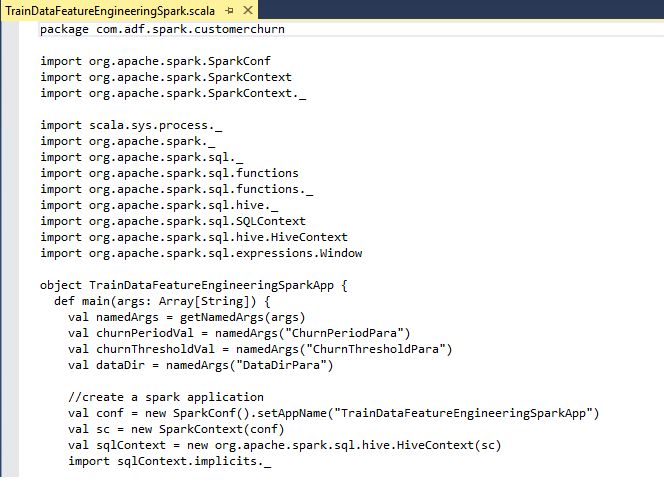 TrainDataFeatureEngineeringSpark.scala
package com.adf.spark.customerchurn
import org.apache.spark.SparkConf
import org.apache.spark.SparkContext
import org.apache.spark.SparkContext._
import scala.sys.process._
import org.apache.spark._
import org.apache.spark.sql._
import org.apache.spark.sql.functions
import org.apache.spark.sql.functions._
import org.apache.spark.sql.hive._
import org.apache.spark.sql.SQLContext
import org.apache.spark.sql.hive.HiveContext
import org.apache.spark.sql.expressions.Window
object TrainDataFeatureEngineeringSparkApp {
  def main(args: Array[String]) {
    val namedArgs = getNamedArgs(args)
    val churnPeriodVal = namedArgs("ChurnPeriodPara")
    val churnThresholdVal = namedArgs("ChurnThresholdPara")
    val dataDir = namedArgs("DataDirPara")
    //create a spark application
    val conf = new SparkConf().setAppName("TrainDataFeatureEngineeringSparkApp")
    val sc = new SparkContext(conf)
    val sqlContext = new org.apache.spark.sql.hive.HiveContext(sc)
    import sqlContext.implicits._